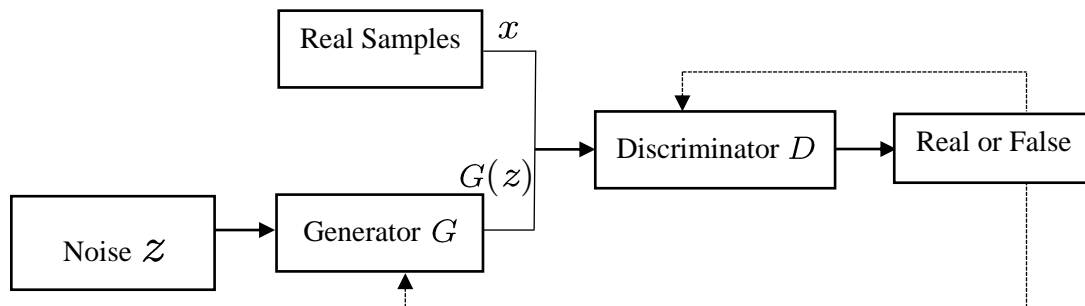 Real Samples
x
Discriminator D
Real or False
G(z)
Noise z
Generator G